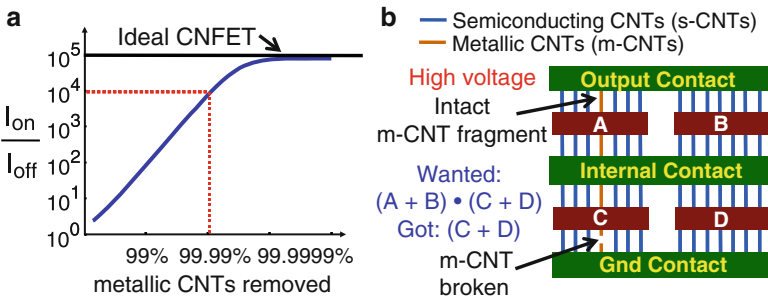 a
Ideal CNFET
I_on
I_off
10^5
10^4
10^3
10^2
10^1
10^0
99% 99.99% 99.9999%
metallic CNTs removed
b
Semiconducting CNTs (s-CNTs)
Metallic CNTs (m-CNTs)
High voltage
Intact
m-CNT fragment
Wanted:
(A + B) • (C + D)
Got: (C + D)
m-CNT
broken
Output Contact
A B
Internal Contact
C D
Gnd Contact